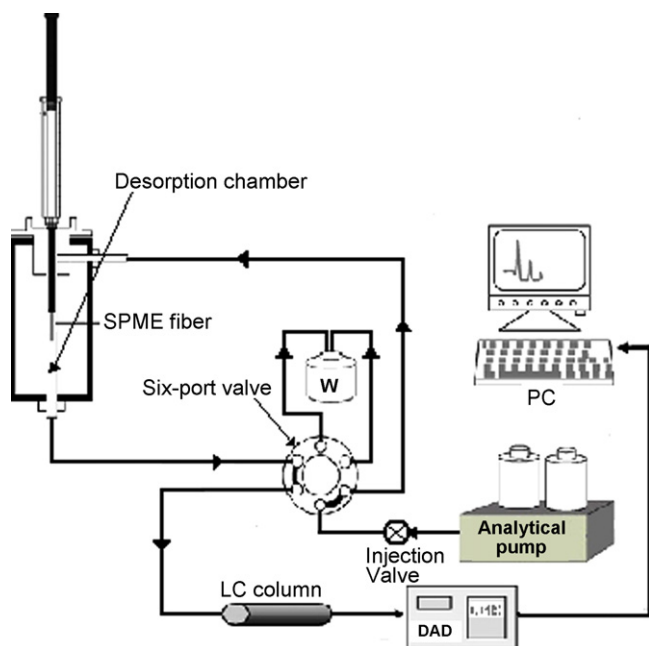 Desorption chamber
SPME fiber
Six-port valve
W
PC
Analytical
pump
Injection
Valve
LC column
DAD